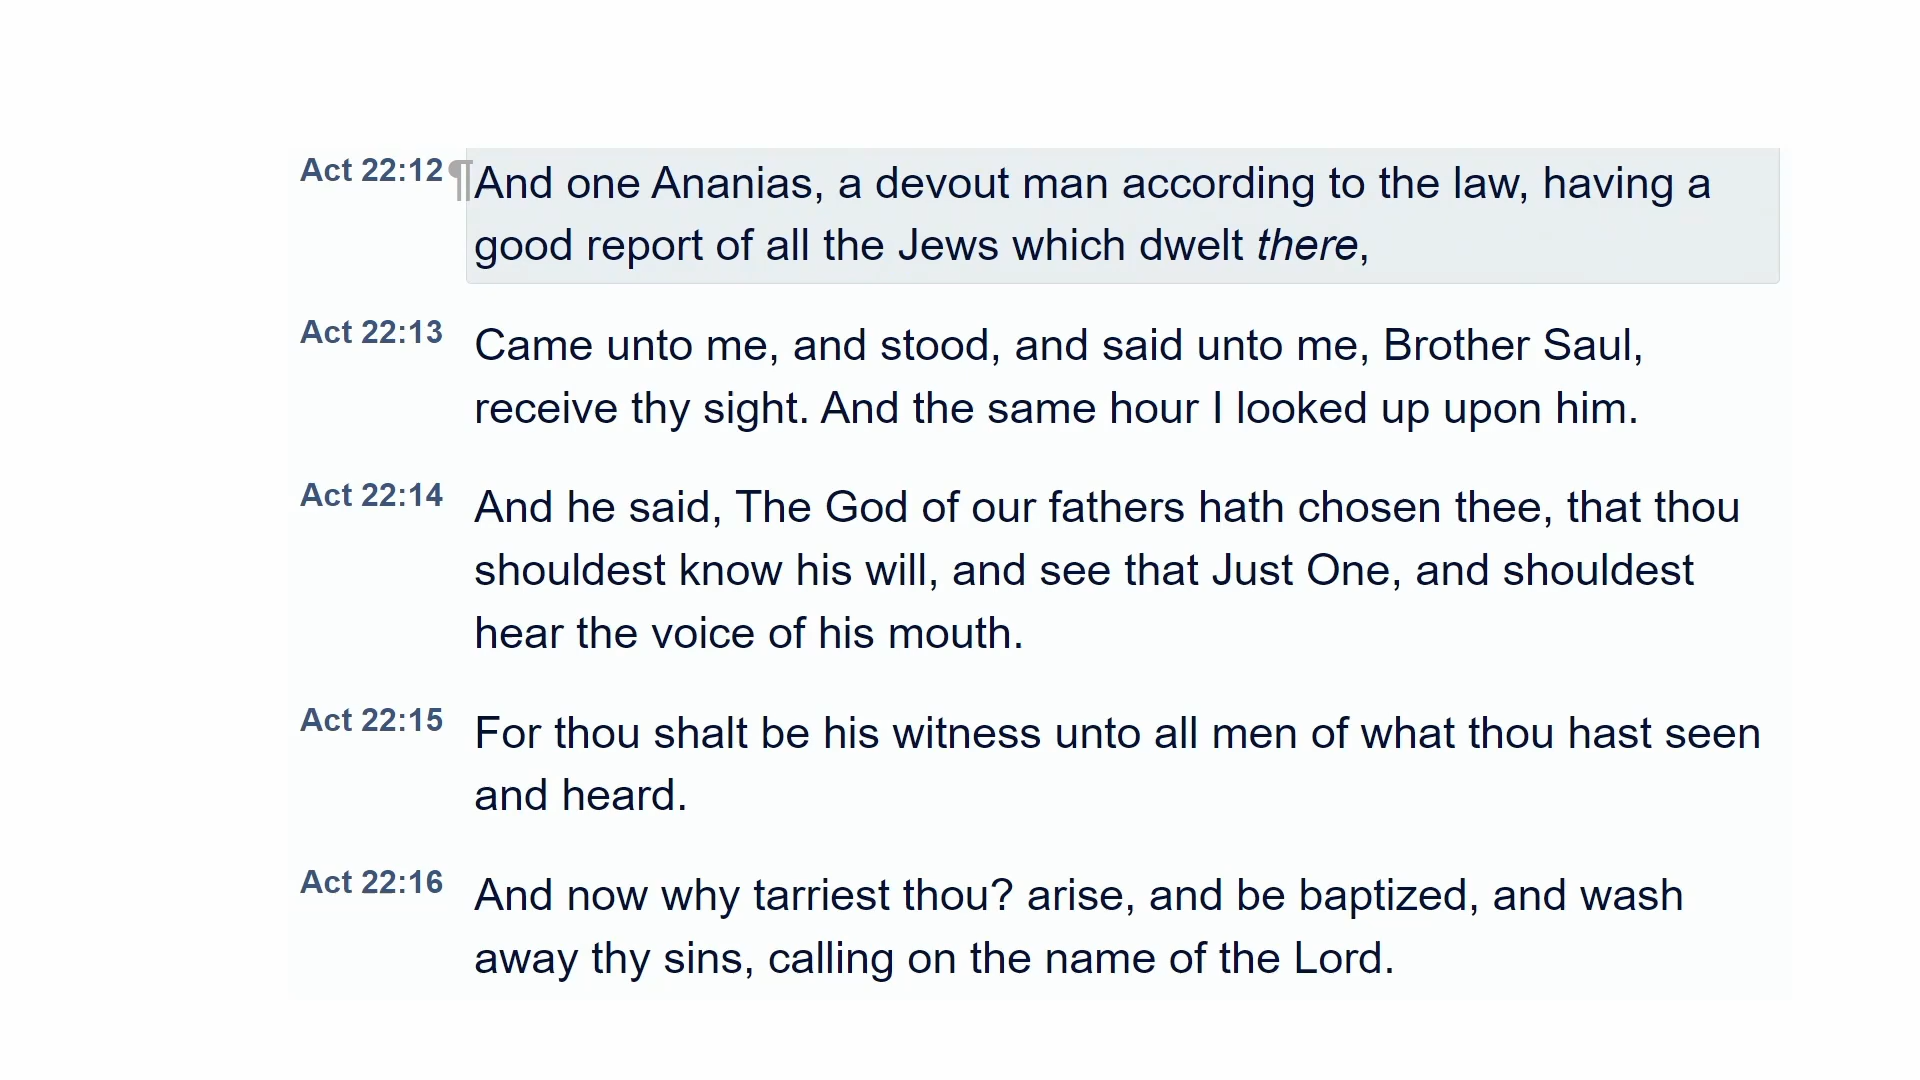 Act 22:12 ¶And one Ananias, a devout man according to the law, having a
good report of all the Jews which dwelt there,
Act 22:13 Came unto me, and stood, and said unto me, Brother Saul,
receive thy sight. And the same hour I looked up upon him.
Act 22:14 And he said, The God of our fathers hath chosen thee, that thou
shouldest know his will, and see that Just One, and shouldest
hear the voice of his mouth.
Act 22:15 For thou shalt be his witness unto all men of what thou hast seen
and heard.
Act 22:16 And now why tarriest thou? arise, and be baptized, and wash
away thy sins, calling on the name of the Lord.